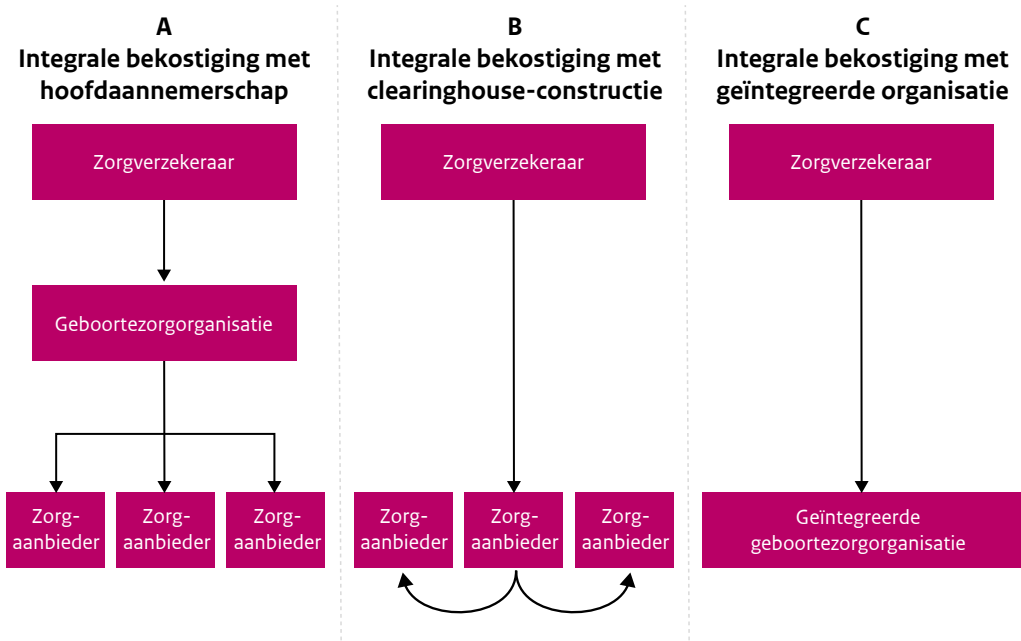 A
Integrale bekostiging met
hoofdaannemerschap
Zorgverzekeraar
Geboortezorgorganisatie
Zorg-
aanbieder
Zorg-
aanbieder
Zorg-
aanbieder
B
Integrale bekostiging met
clearinghouse-constructie
Zorgverzekeraar
Zorg-
aanbieder
Zorg-
aanbieder
Zorg-
aanbieder
C
Integrale bekostiging met
geïntegreerde organisatie
Zorgverzekeraar
Geïntegreerde
geboortezorgorganisatie